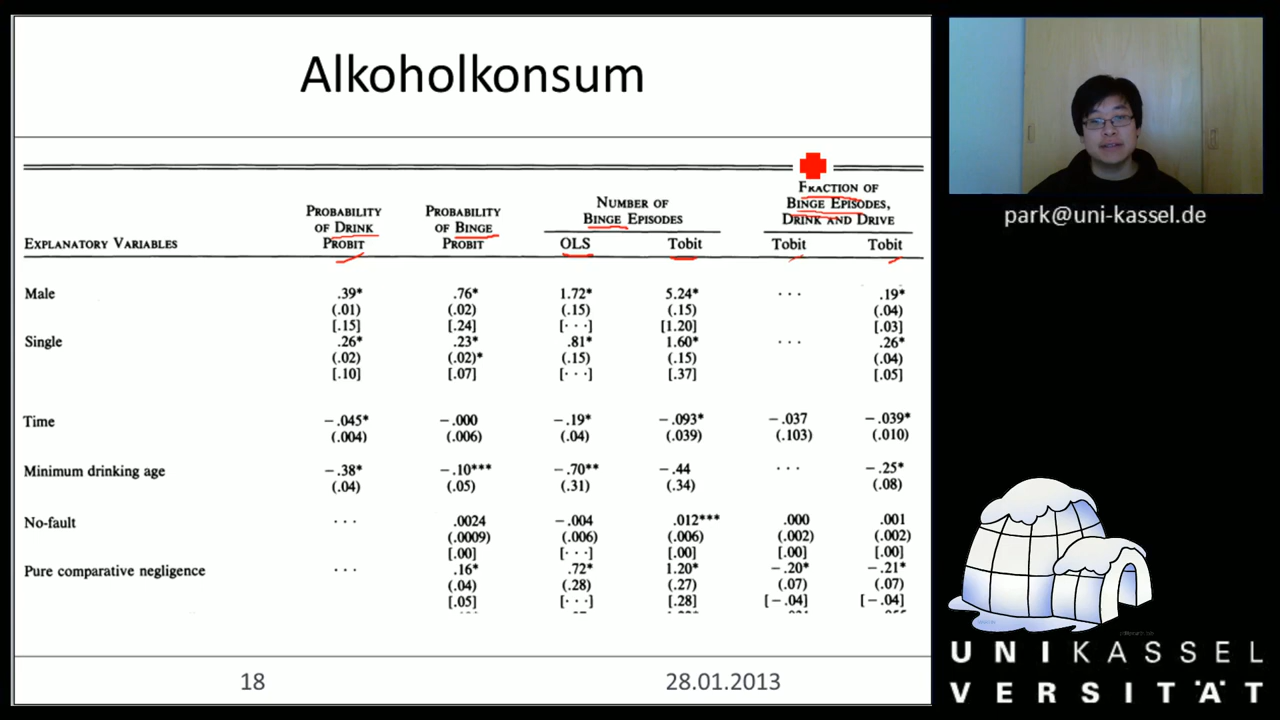 Alkoholkonsum
FRACTION OF
NUMBER OF BINGE EPISODES,
PROBABILITY PROBABILITY BINGE EPISODES DRINK AND DRIVE
OF DRINK OF BINGE
EXPLANATORY VARIABLES PROBIT PROBIT OLS Tobit Tobit Tobit
Male .39* .76* 1.72* 5.24* · · · .19*
(.01) (.02) (.15) (.15) (.04)
[.15] [.24] [· · ·] [1.20] [.03]
Single .26* .23* .81* 1.60* · · · .26*
(.02) (.02)* (.15) (.15) (.04)
[.10] [.07] [· · ·] [.37] [.05]
Time −.045* −.000 −.19* −.093* −.037 −.039*
(.004) (.006) (.04) (.039) (.103) (.010)
Minimum drinking age −.38* −.10*** −.70** −.44 · · · −.25*
(.04) (.05) (.31) (.34) (.08)
No-fault · · · .0024 −.004 .012*** .000 .001
(.0009) (.006) (.006) (.002) (.002)
[.00] [· · ·] [.00] [.00] [.00]
Pure comparative negligence · · · .16* .72* 1.20* −.20* −.21*
(.04) (.28) (.27) (.07) (.07)
[.05] [· · ·] [.28] [−.04] [−.04]
18 28.01.2013
park@uni-kassel.de
UNIKASSEL
VERSITÄT